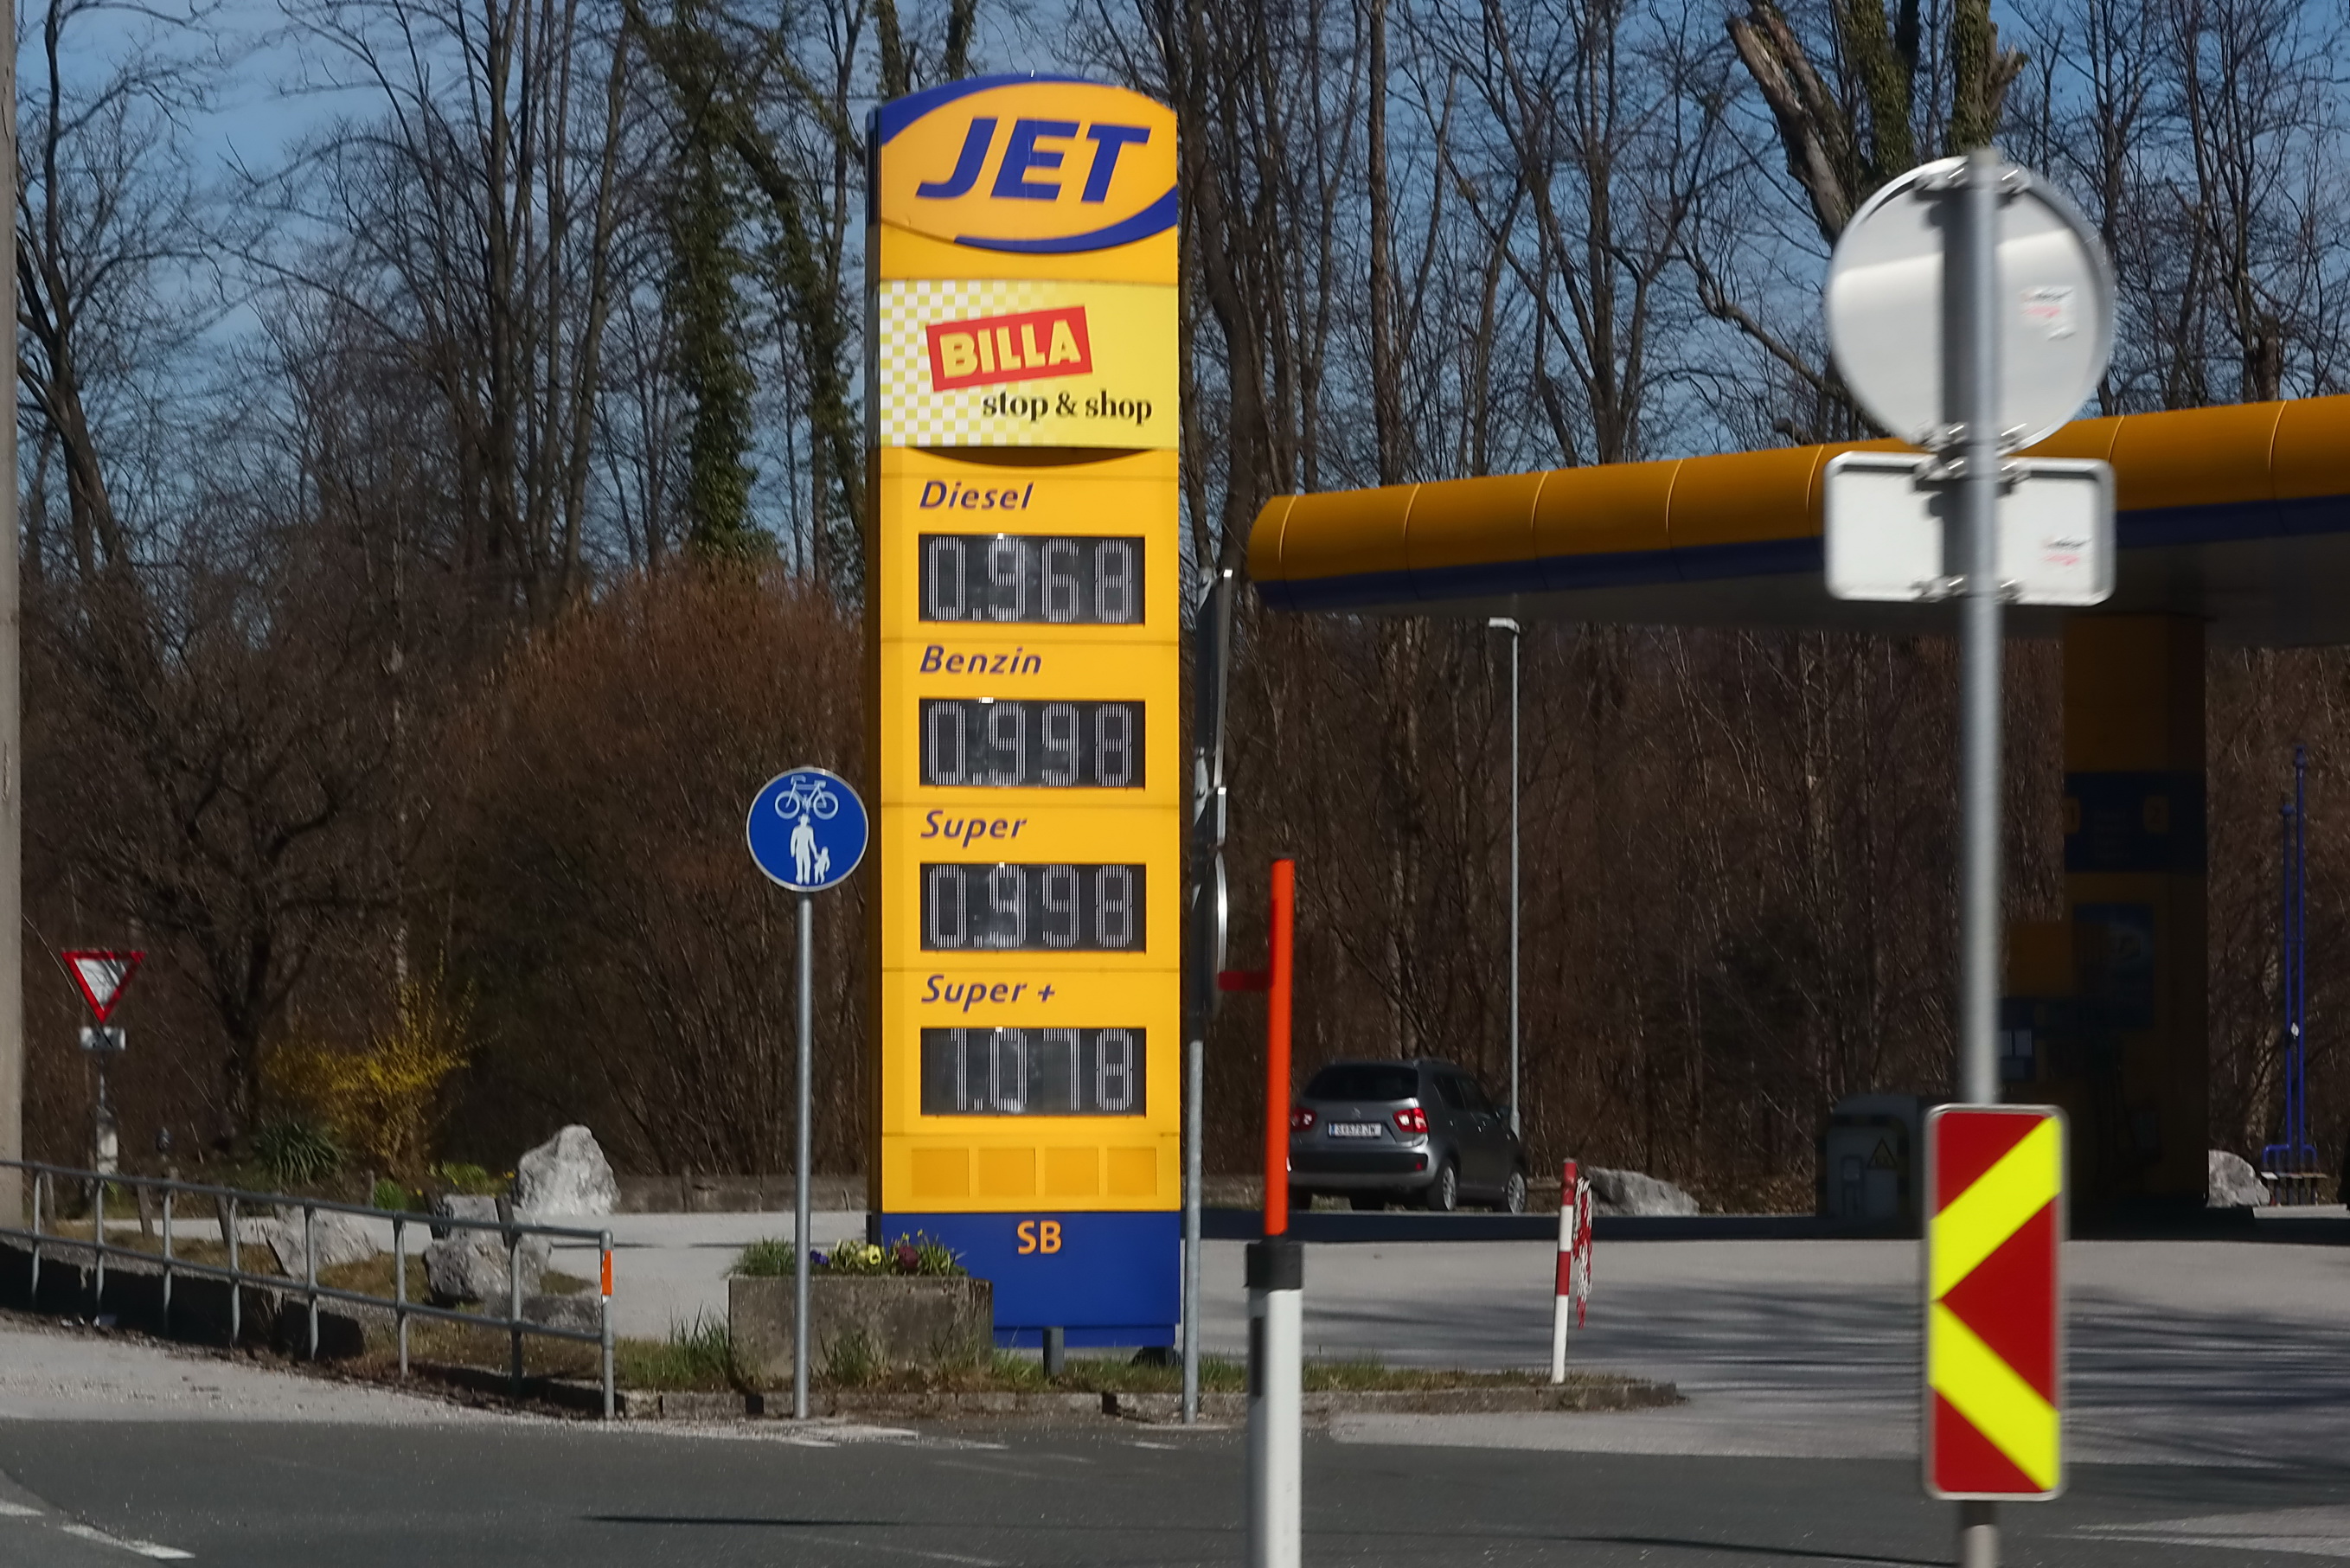 JET
BILLA
stop & shop
Diesel
0.968
Benzin
0.998
Super
0.998
Super +
1.078
SB